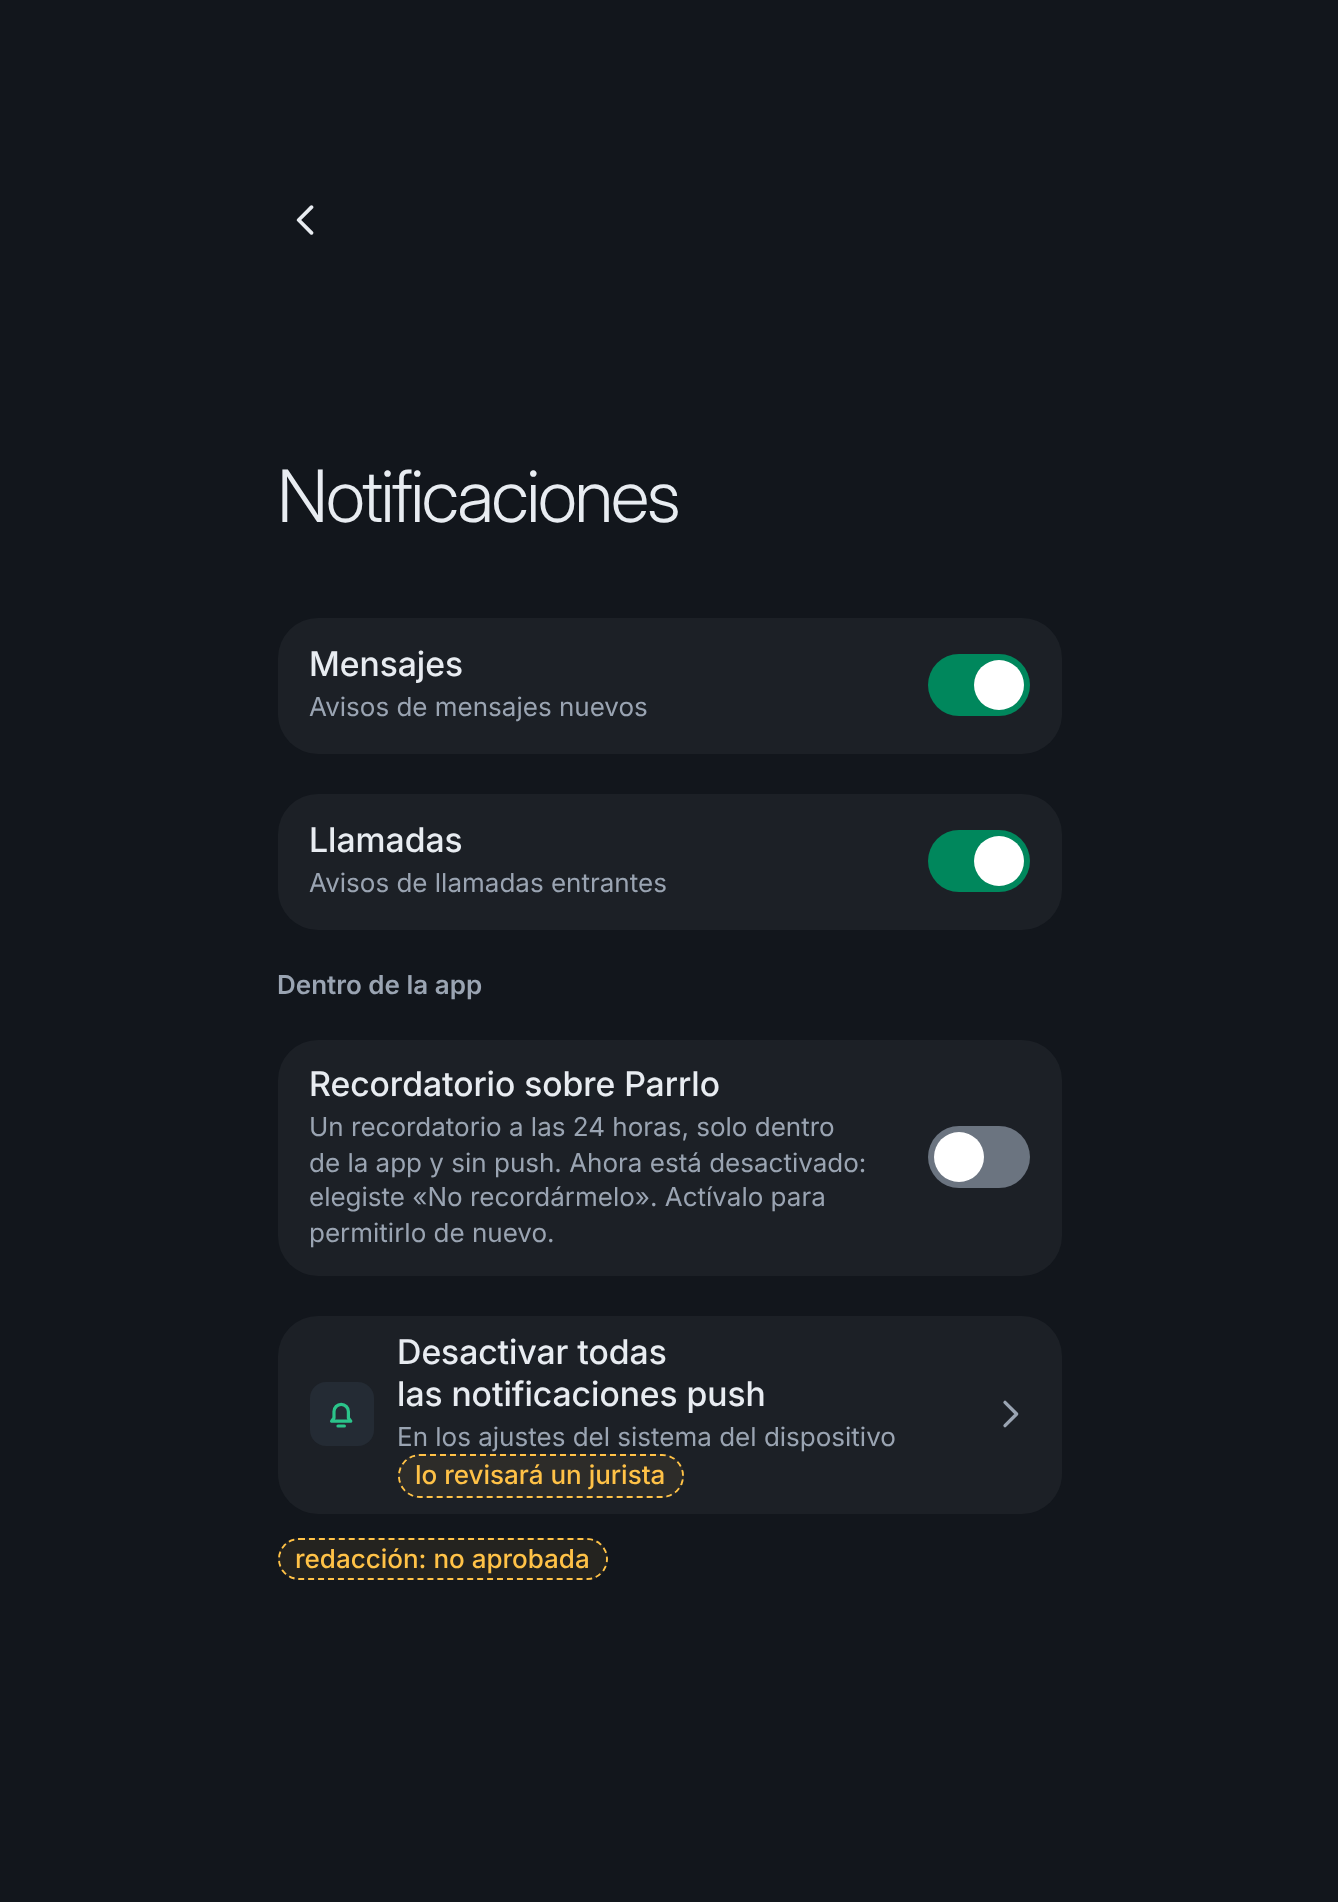 Notificaciones
Mensajes
Avisos de mensajes nuevos
Llamadas
Avisos de llamadas entrantes
Dentro de la app
Recordatorio sobre Parrlo
Un recordatorio a las 24 horas, solo dentro
de la app y sin push. Ahora está desactivado:
elegiste «No recordármelo». Actívalo para
permitirlo de nuevo.
Desactivar todas
las notificaciones push
En los ajustes del sistema del dispositivo
lo revisará un jurista
redacción: no aprobada